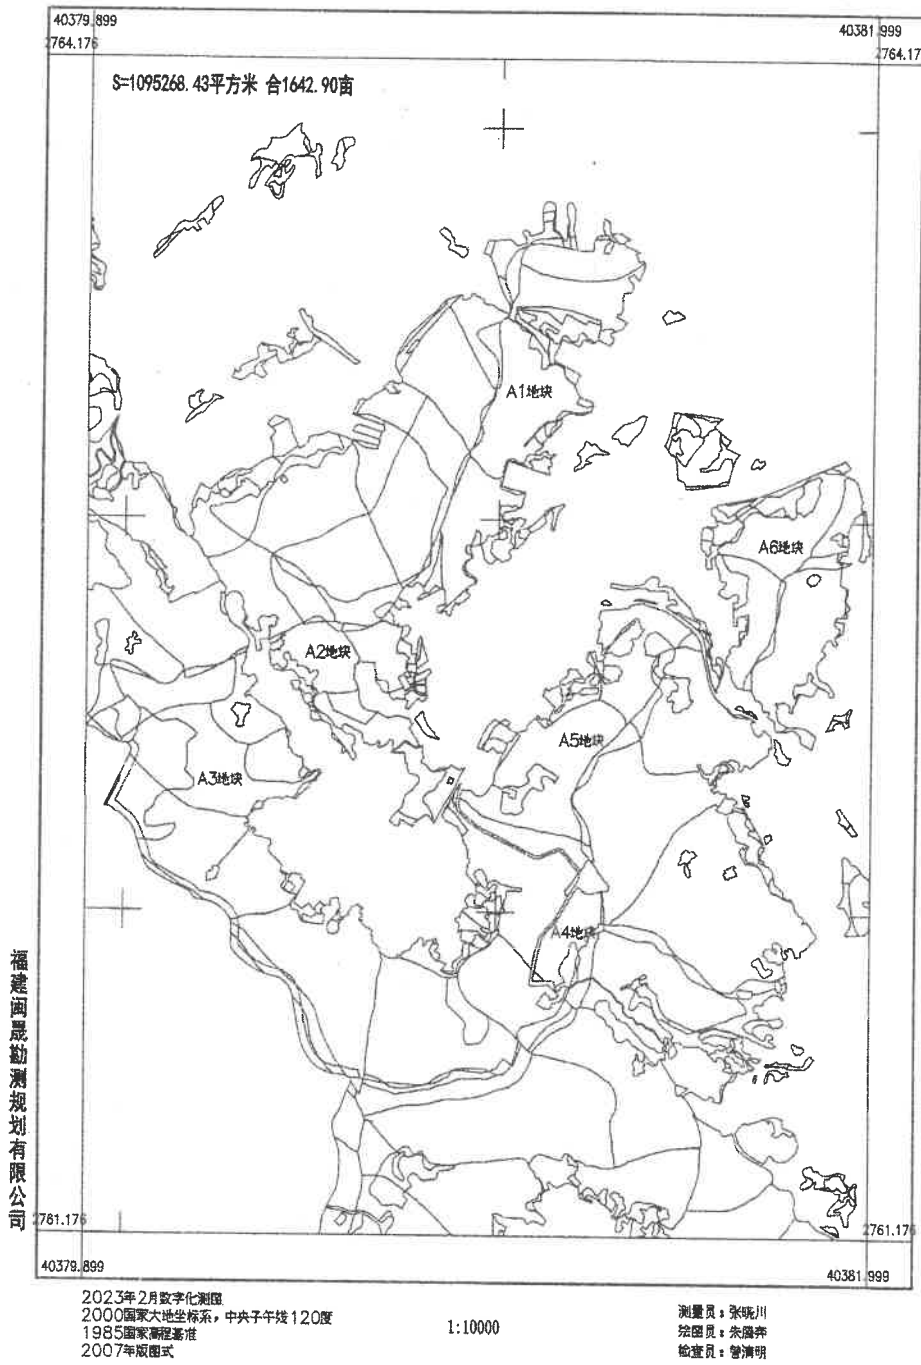 40379.899
40381.999
2764.176
2764.17
S=1095268.43平方米 合1642.90亩
A1地块
A6地块
A2地块
A5地块
A3地块
A4地块
福建闽晟勘测规划有限公司
2761.176
2761.176
40379.899
40381.999
2023年2月数字化测图
2000国家大地坐标系，中央子午线120度
1985国家高程基准
2007年版图式
1:10000
测量员：张晓川
绘图员：朱腾奔
检查员：曾清明